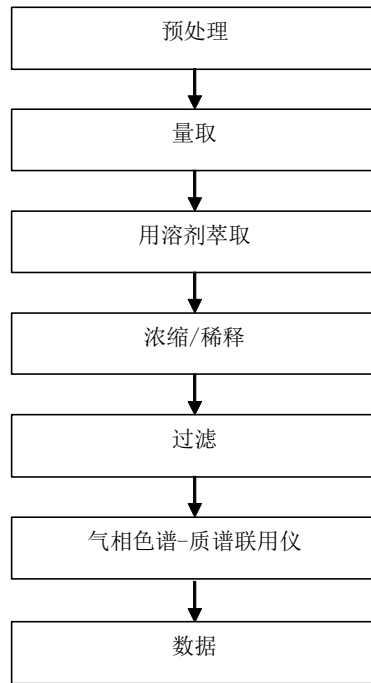 预处理
量取
用溶剂萃取
浓缩/稀释
过滤
气相色谱-质谱联用仪
数据